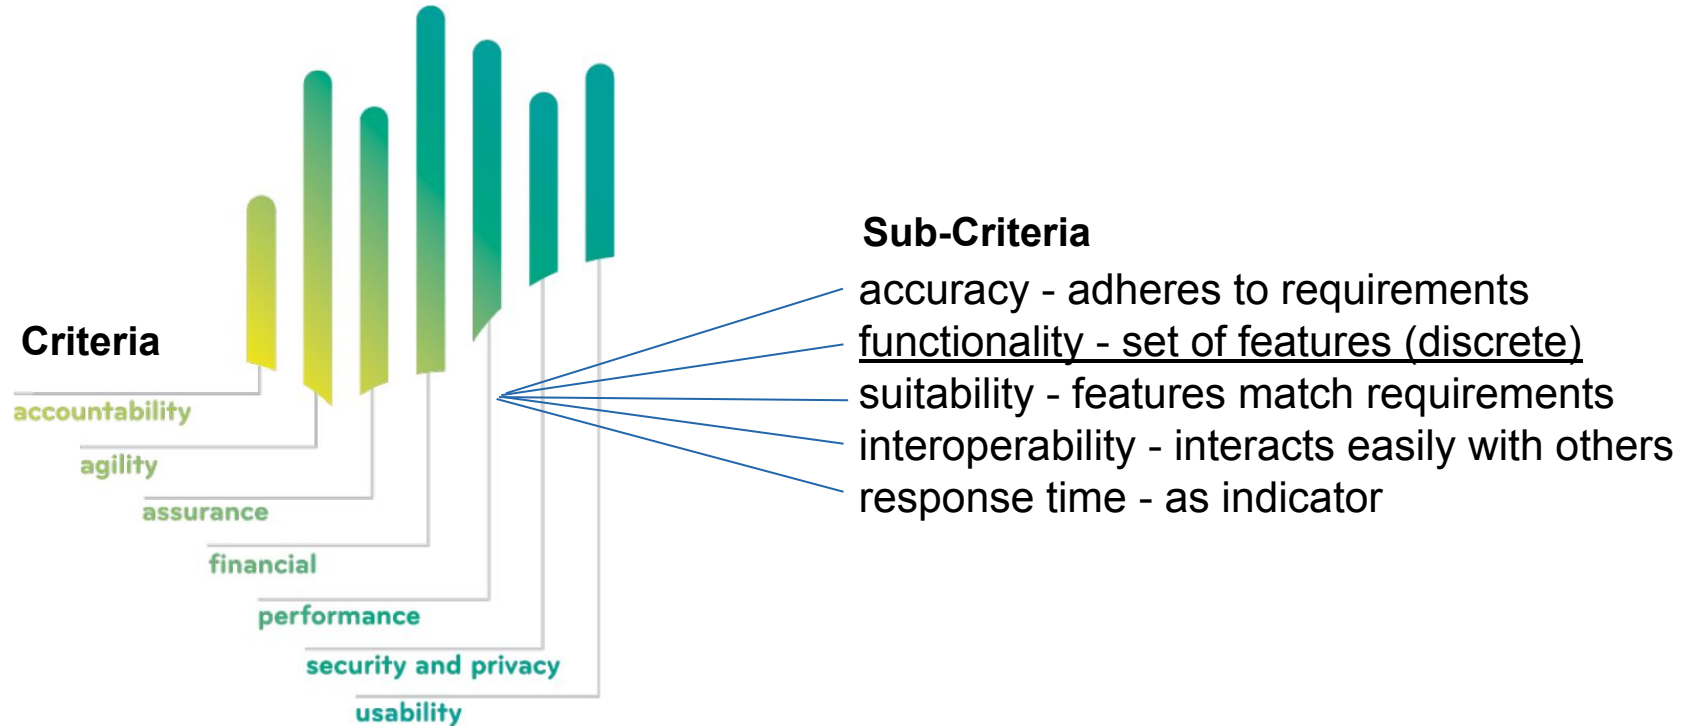 Criteria
accountability
agility
assurance
financial
performance
security and privacy
usability
Sub-Criteria
accuracy - adheres to requirements
functionality - set of features (discrete)
suitability - features match requirements
interoperability - interacts easily with others
response time - as indicator